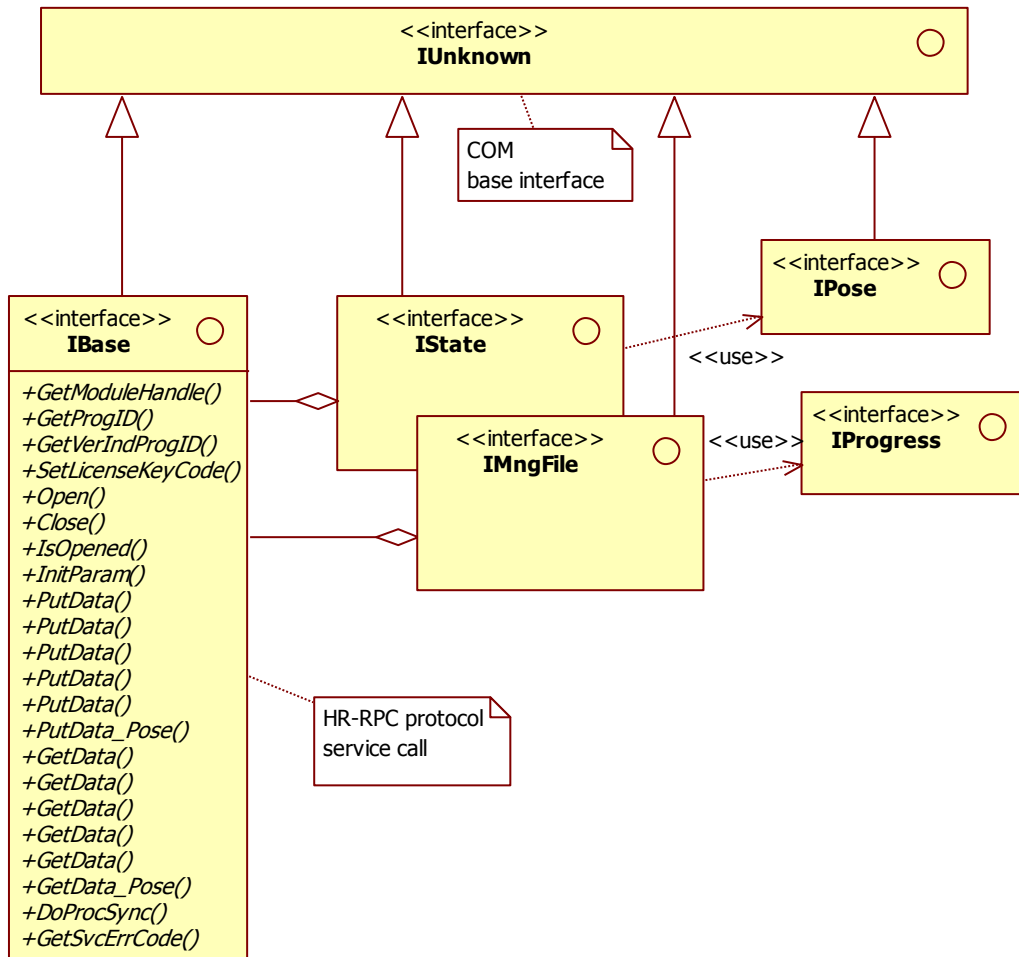 <<interface>>
IUnknown
COM
base interface
<<interface>>
IPose
<<interface>>
IBase
<<interface>>
IState
<<use>>
<<interface>>
IMngFile
<<use>>
<<interface>>
IProgress
+GetModuleHandle()
+GetProgID()
+GetVerIndProgID()
+SetLicenseKeyCode()
+Open()
+Close()
+IsOpened()
+InitParam()
+PutData()
+PutData()
+PutData()
+PutData()
+PutData()
+PutData_Pose()
+GetData()
+GetData()
+GetData()
+GetData()
+GetData()
+GetData_Pose()
+DoProcSync()
+GetSvcErrCode()
HR-RPC protocol
service call